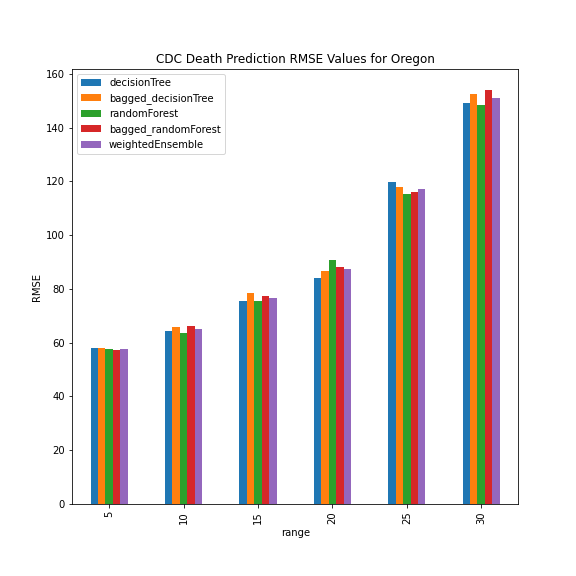 CDC Death Prediction RMSE Values for Oregon
decisionTree
bagged_decisionTree
randomForest
bagged_randomForest
weightedEnsemble
RMSE
160
140
120
100
80
60
40
20
0
5
10
15
20
25
30
range